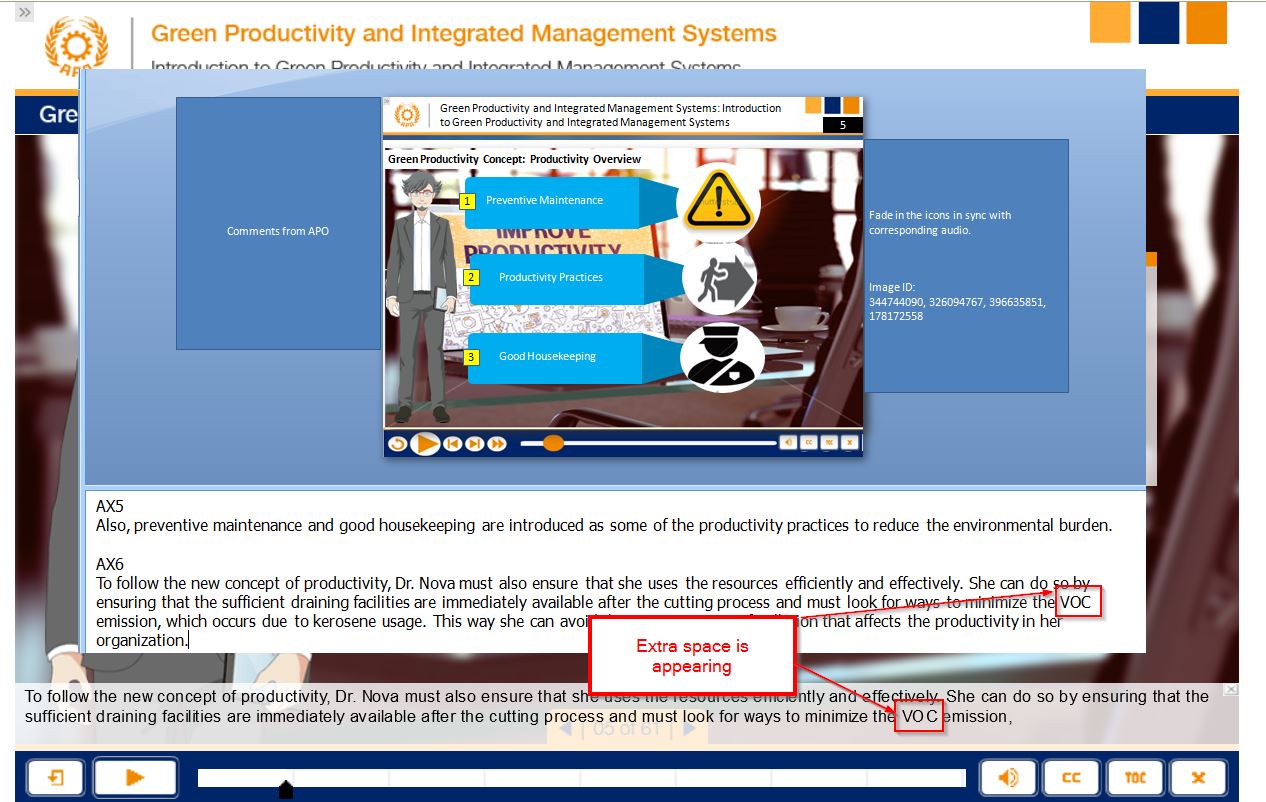 Green Productivity and Integrated Management Systems
Introduction to Green Productivity and Integrated Management Systems
APO
Gre
Comments from APO
APO
Green Productivity and Integrated Management Systems: Introduction
to Green Productivity and Integrated Management Systems
5
Green Productivity Concept: Productivity Overview
1 Preventive Maintenance
IMPROVE
PRODUCTIVITY
2 Productivity Practices
3 Good Housekeeping
CC TOC X
Fade in the icons in sync with
corresponding audio.
Image ID:
344744090, 326094767, 396635851,
178172558
AX5
Also, preventive maintenance and good housekeeping are introduced as some of the productivity practices to reduce the environmental burden.
AX6
To follow the new concept of productivity, Dr. Nova must also ensure that she uses the resources efficiently and effectively. She can do so by
ensuring that the sufficient draining facilities are immediately available after the cutting process and must look for ways to minimize the VOC
emission, which occurs due to kerosene usage. This way she can avoi on that affects the productivity in her
organization.
Extra space is
appearing
To follow the new concept of productivity, Dr. Nova must also ensure that she uses the resources efficiently and effectively. She can do so by ensuring that the
sufficient draining facilities are immediately available after the cutting process and must look for ways to minimize the VO C emission,
05 of 61
CC TOC X